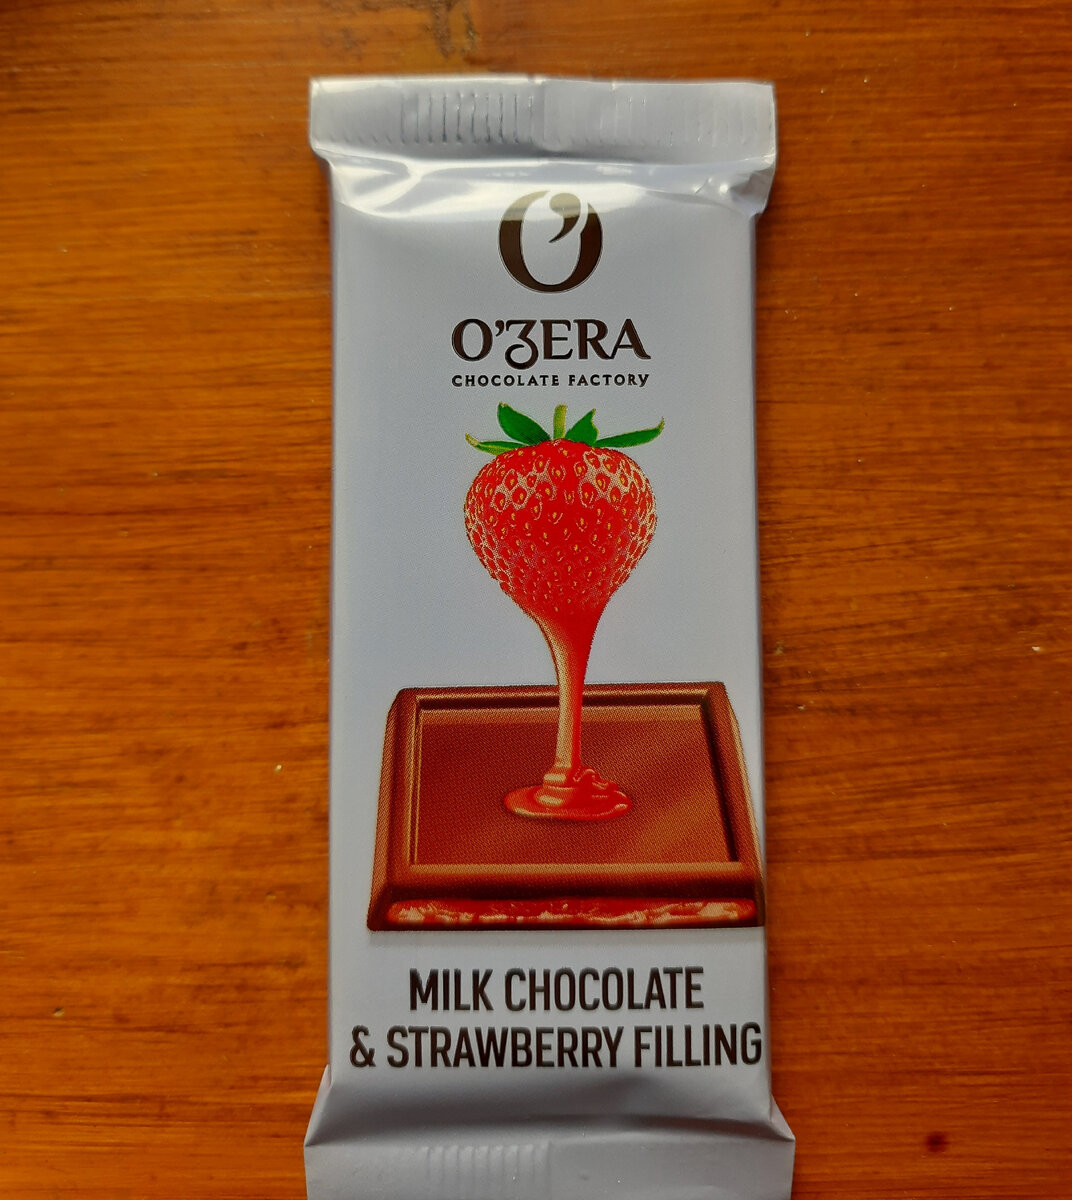 O'
O'ZERA
CHOCOLATE FACTORY
MILK CHOCOLATE
& STRAWBERRY FILLING